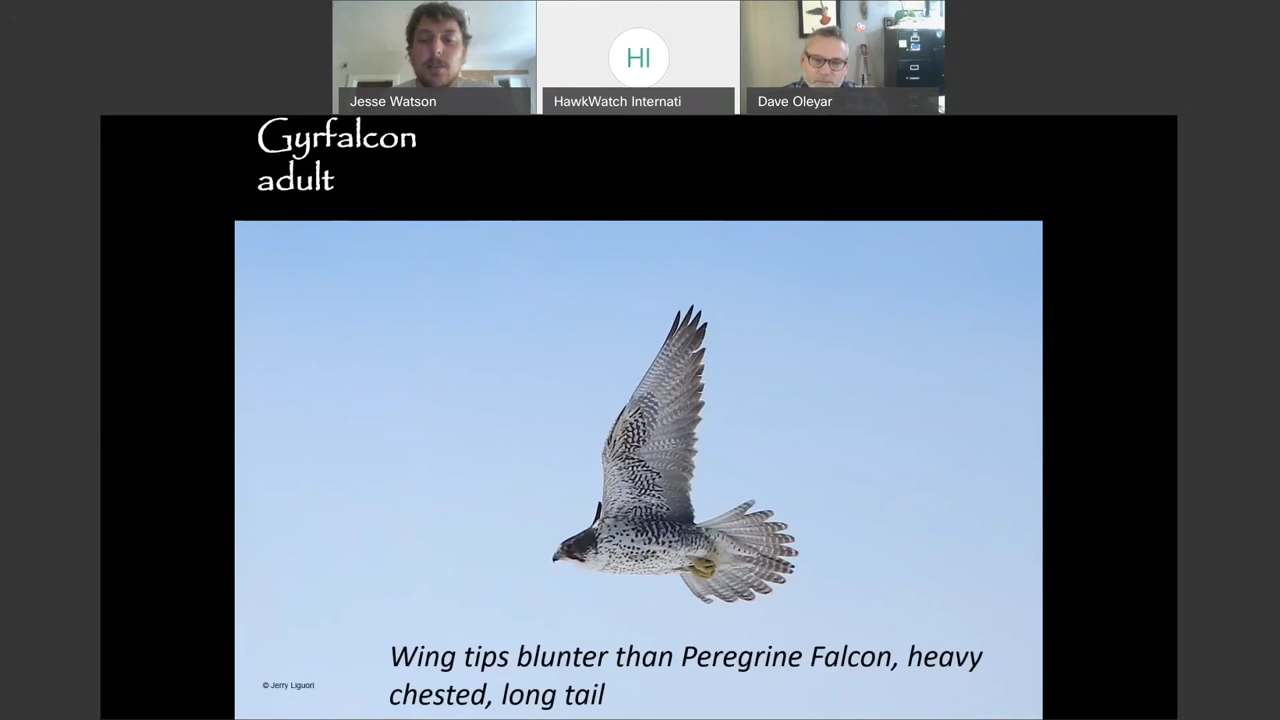 HI
Jesse Watson
HawkWatch Internati
Dave Oleyar
Gyrfalcon
adult
Wing tips blunter than Peregrine Falcon, heavy
chested, long tail
© Jerry Liguori